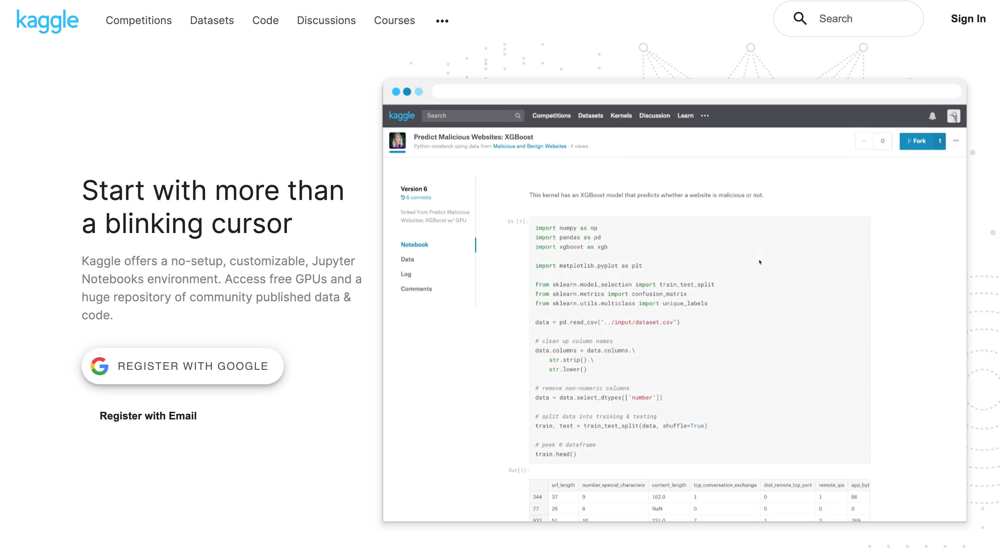 kaggle Competitions Datasets Code Discussions Courses ••• Search Sign In
Start with more than
a blinking cursor
Kaggle offers a no-setup, customizable, Jupyter
Notebooks environment. Access free GPUs and a
huge repository of community published data &
code.
REGISTER WITH GOOGLE
Register with Email
kaggle Search Competitions Datasets Kernels Discussion Learn •••
Predict Malicious Websites: XGBoost
Python notebook using data from Malicious and Benign Websites · 4 views
0 Fork 1 •••
Version 6
6 commits
forked from Predict Malicious
Websites: XGBoost w/ GPU
Notebook
Data
Log
Comments
This kernel has an XGBoost model that predicts whether a website is malicious or not.
In [1]:
import numpy as np
import pandas as pd
import xgboost as xgb
import matplotlib.pyplot as plt
from sklearn.model_selection import train_test_split
from sklearn.metrics import confusion_matrix
from sklearn.utils.multiclass import unique_labels
data = pd.read_csv("../input/dataset.csv")
# clean up column names
data.columns = data.columns.\
str.strip().\
str.lower()
# remove non-numeric columns
data = data.select_dtypes(['number'])
# split data into training & testing
train, test = train_test_split(data, shuffle=True)
# peek @ dataframe
train.head()
Out[1]:
url_length number_special_characters content_length tcp_conversation_exchange dist_remote_tcp_port remote_ips app_byt
344 37 9 162.0 1 0 1 66
77 26 6 NaN 0 0 0 0
933 51 10 231.0 7 1 2 769